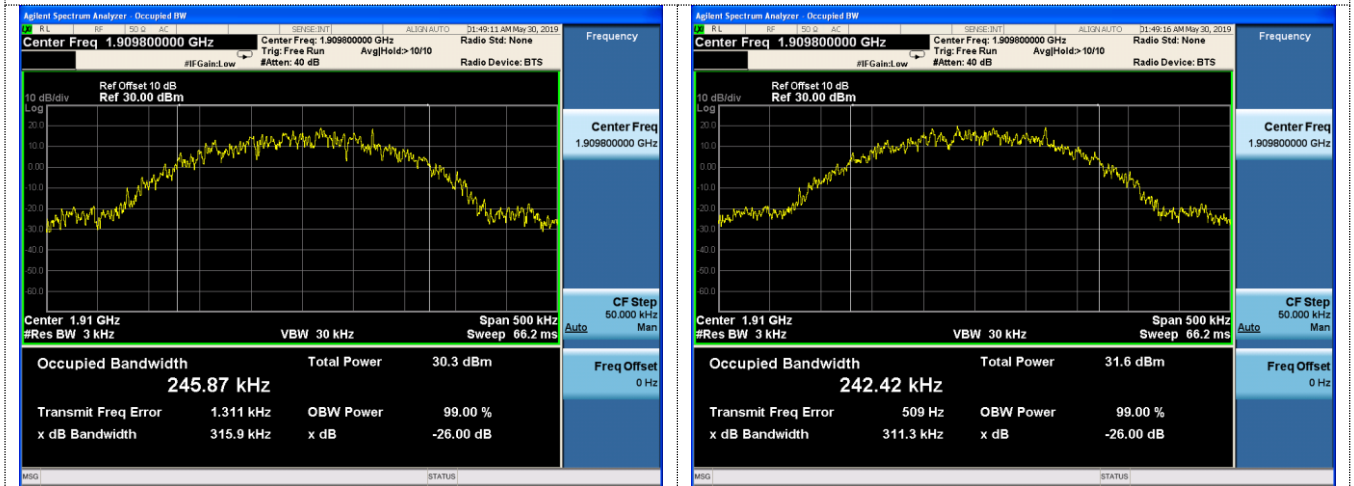 Agilent Spectrum Analyzer - Occupied BW
RL RF 50 Ω AC SENSE:INT ALIGN AUTO 01:49:11 AM May 30, 2019
Center Freq 1.909800000 GHz
Center Freq: 1.909800000 GHz
Radio Std: None
Trig: Free Run Avg|Hold:> 10/10
#IFGain:Low #Atten: 40 dB Radio Device: BTS
Ref Offset 10 dB
10 dB/div Ref 30.00 dBm
Log
20.0
10.0
0.00
-10.0
-20.0
-30.0
-40.0
-50.0
-60.0
Center 1.91 GHz Span 500 kHz
#Res BW 3 kHz VBW 30 kHz Sweep 66.2 ms
Occupied Bandwidth Total Power 30.3 dBm
245.87 kHz
Transmit Freq Error 1.311 kHz OBW Power 99.00 %
x dB Bandwidth 315.9 kHz x dB -26.00 dB
MSG STATUS
Frequency
Center Freq
1.909800000 GHz
CF Step
50.000 kHz
Auto Man
Freq Offset
0 Hz
Agilent Spectrum Analyzer - Occupied BW
RL RF 50 Ω AC SENSE:INT ALIGN AUTO 01:49:16 AM May 30, 2019
Center Freq 1.909800000 GHz
Center Freq: 1.909800000 GHz
Radio Std: None
Trig: Free Run Avg|Hold:> 10/10
#IFGain:Low #Atten: 40 dB Radio Device: BTS
Ref Offset 10 dB
10 dB/div Ref 30.00 dBm
Log
20.0
10.0
0.00
-10.0
-20.0
-30.0
-40.0
-50.0
-60.0
Center 1.91 GHz Span 500 kHz
#Res BW 3 kHz VBW 30 kHz Sweep 66.2 ms
Occupied Bandwidth Total Power 31.6 dBm
242.42 kHz
Transmit Freq Error 509 Hz OBW Power 99.00 %
x dB Bandwidth 311.3 kHz x dB -26.00 dB
MSG STATUS
Frequency
Center Freq
1.909800000 GHz
CF Step
50.000 kHz
Auto Man
Freq Offset
0 Hz